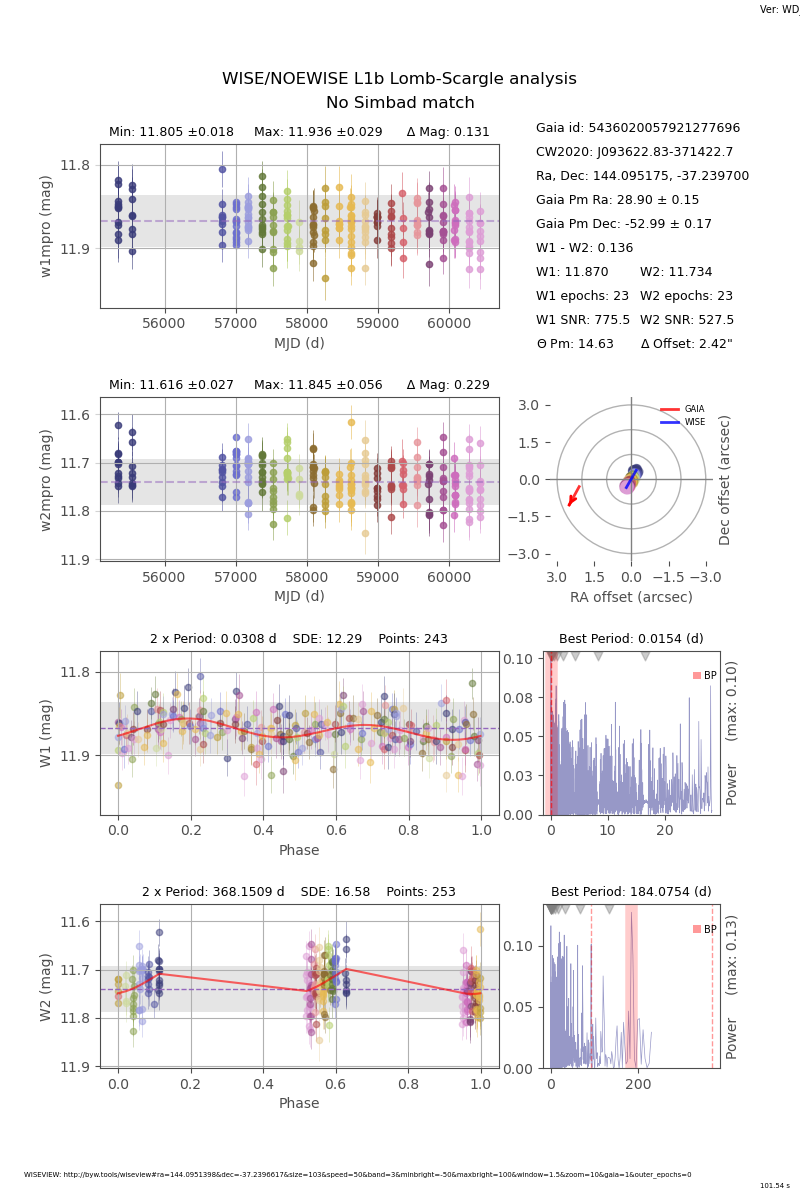 Ver: WD_
WISE/NOEWISE L1b Lomb-Scargle analysis
No Simbad match
Min: 11.805 ±0.018 Max: 11.936 ±0.029 Δ Mag: 0.131
11.8
11.9
w1mpro (mag)
56000 57000 58000 59000 60000
MJD (d)
Gaia id: 5436020057921277696
CW2020: J093622.83-371422.7
Ra, Dec: 144.095175, -37.239700
Gaia Pm Ra: 28.90 ± 0.15
Gaia Pm Dec: -52.99 ± 0.17
W1 - W2: 0.136
W1: 11.870 W2: 11.734
W1 epochs: 23 W2 epochs: 23
W1 SNR: 775.5 W2 SNR: 527.5
Θ Pm: 14.63 Δ Offset: 2.42"
Min: 11.616 ±0.027 Max: 11.845 ±0.056 Δ Mag: 0.229
11.6
11.7
11.8
11.9
w2mpro (mag)
56000 57000 58000 59000 60000
MJD (d)
GAIA
WISE
3.0
1.5
0.0
−1.5
−3.0
Dec offset (arcsec)
3.0 1.5 0.0 −1.5 −3.0
RA offset (arcsec)
2 x Period: 0.0308 d SDE: 12.29 Points: 243
11.8
11.9
W1 (mag)
0.0 0.2 0.4 0.6 0.8 1.0
Phase
Best Period: 0.0154 (d)
BP
0.10
0.08
0.05
0.03
0.00
Power (max: 0.10)
0 10 20
2 x Period: 368.1509 d SDE: 16.58 Points: 253
11.6
11.7
11.8
11.9
W2 (mag)
0.0 0.2 0.4 0.6 0.8 1.0
Phase
Best Period: 184.0754 (d)
BP
0.10
0.05
0.00
Power (max: 0.13)
0 200
WISEVIEW: http://byw.tools/wiseview#ra=144.0951398&dec=-37.2396617&size=103&speed=50&band=3&minbright=-50&maxbright=100&window=1.5&zoom=10&gaia=1&outer_epochs=0
101.54 s